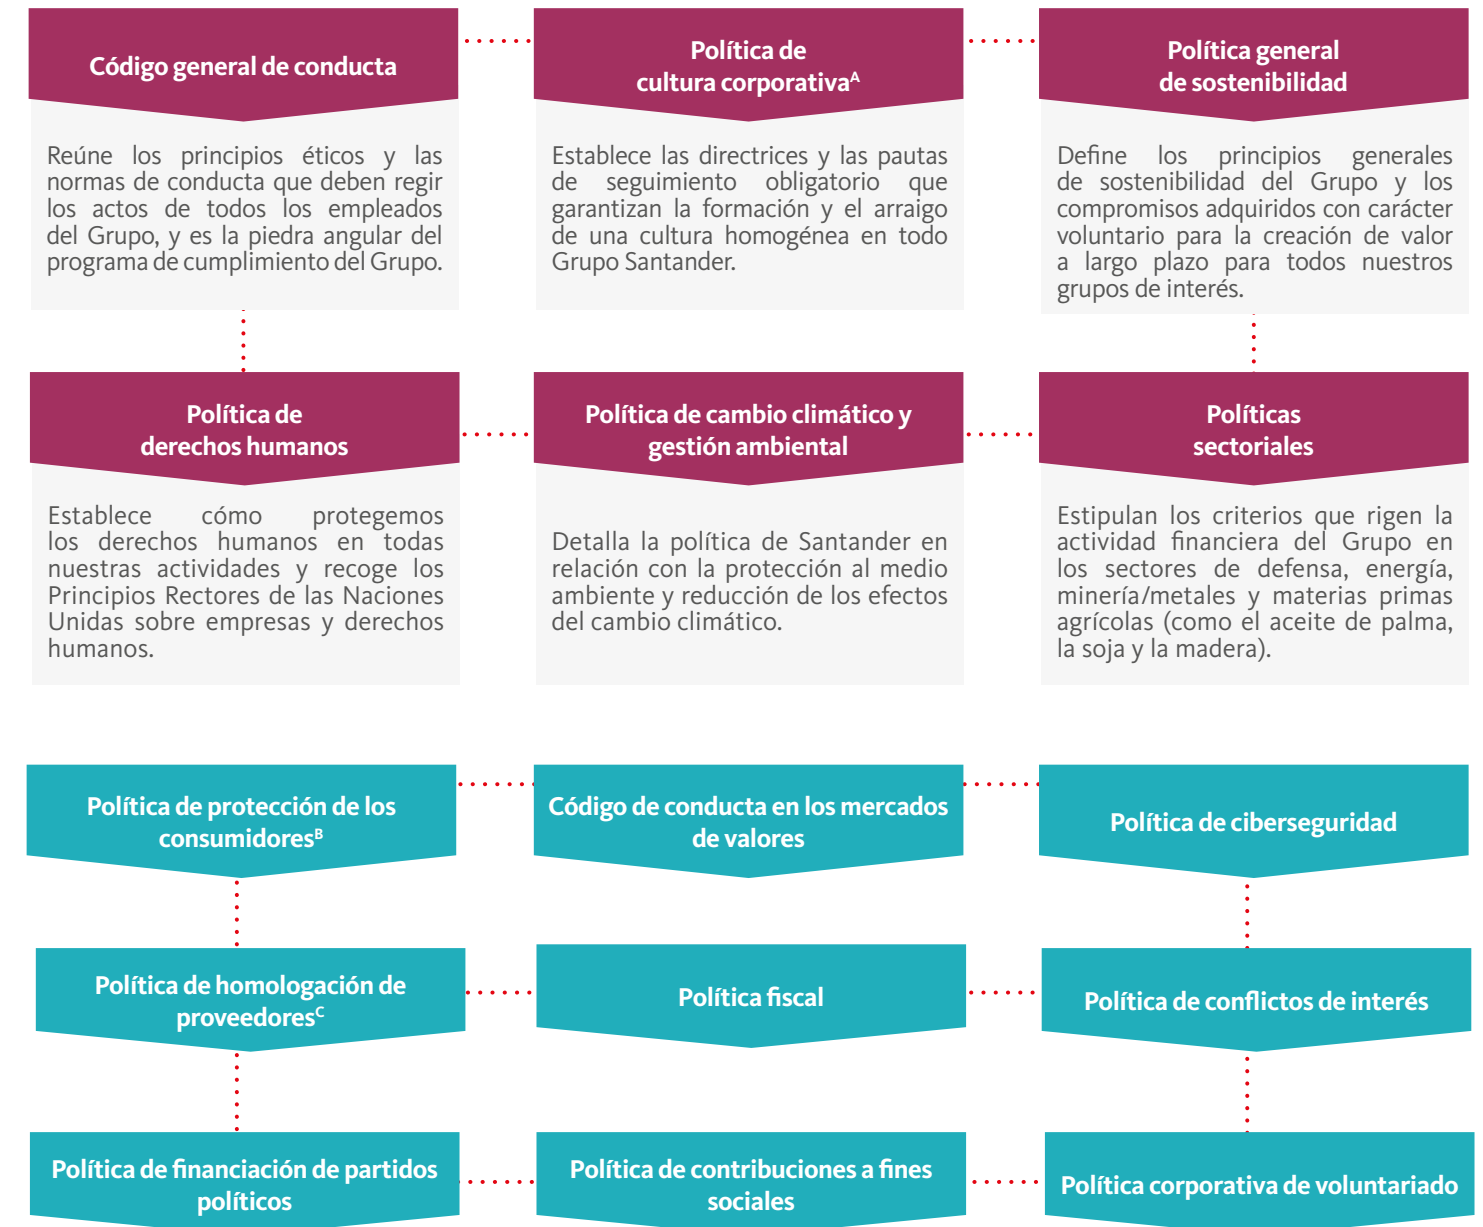 Código general de conducta
Reúne los principios éticos y las
normas de conducta que deben regir
los actos de todos los empleados
del Grupo, y es la piedra angular del
programa de cumplimiento del Grupo.
Política de
cultura corporativaᴬ
Establece las directrices y las pautas
de seguimiento obligatorio que
garantizan la formación y el arraigo
de una cultura homogénea en todo
Grupo Santander.
Política general
de sostenibilidad
Define los principios generales
de sostenibilidad del Grupo y los
compromisos adquiridos con carácter
voluntario para la creación de valor
a largo plazo para todos nuestros
grupos de interés.
Política de
derechos humanos
Establece cómo protegemos
los derechos humanos en todas
nuestras actividades y recoge los
Principios Rectores de las Naciones
Unidas sobre empresas y derechos
humanos.
Política de cambio climático y
gestión ambiental
Detalla la política de Santander en
relación con la protección al medio
ambiente y reducción de los efectos
del cambio climático.
Políticas
sectoriales
Estipulan los criterios que rigen la
actividad financiera del Grupo en
los sectores de defensa, energía,
minería/metales y materias primas
agrícolas (como el aceite de palma,
la soja y la madera).
Política de protección de los
consumidoresᴮ
Código de conducta en los mercados
de valores
Política de ciberseguridad
Política de homologación de
proveedoresC
Política fiscal
Política de conflictos de interés
Política de financiación de partidos
políticos
Política de contribuciones a fines
sociales
Política corporativa de voluntariado